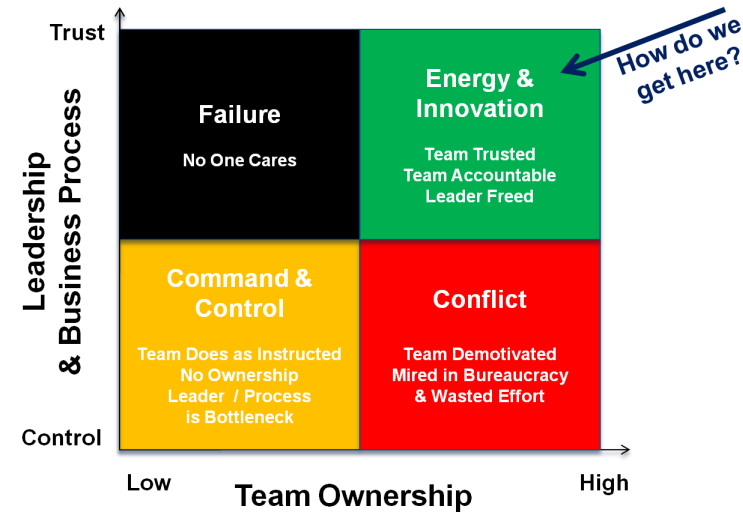 Trust
How do we
get here?
Failure
No One Cares
Energy &
Innovation
Team Trusted
Team Accountable
Leader Freed
Leadership
& Business Process
Command &
Control
Team Does as Instructed
No Ownership
Leader / Process
is Bottleneck
Conflict
Team Demotivated
Mired in Bureaucracy
& Wasted Effort
Control
Low
Team Ownership
High